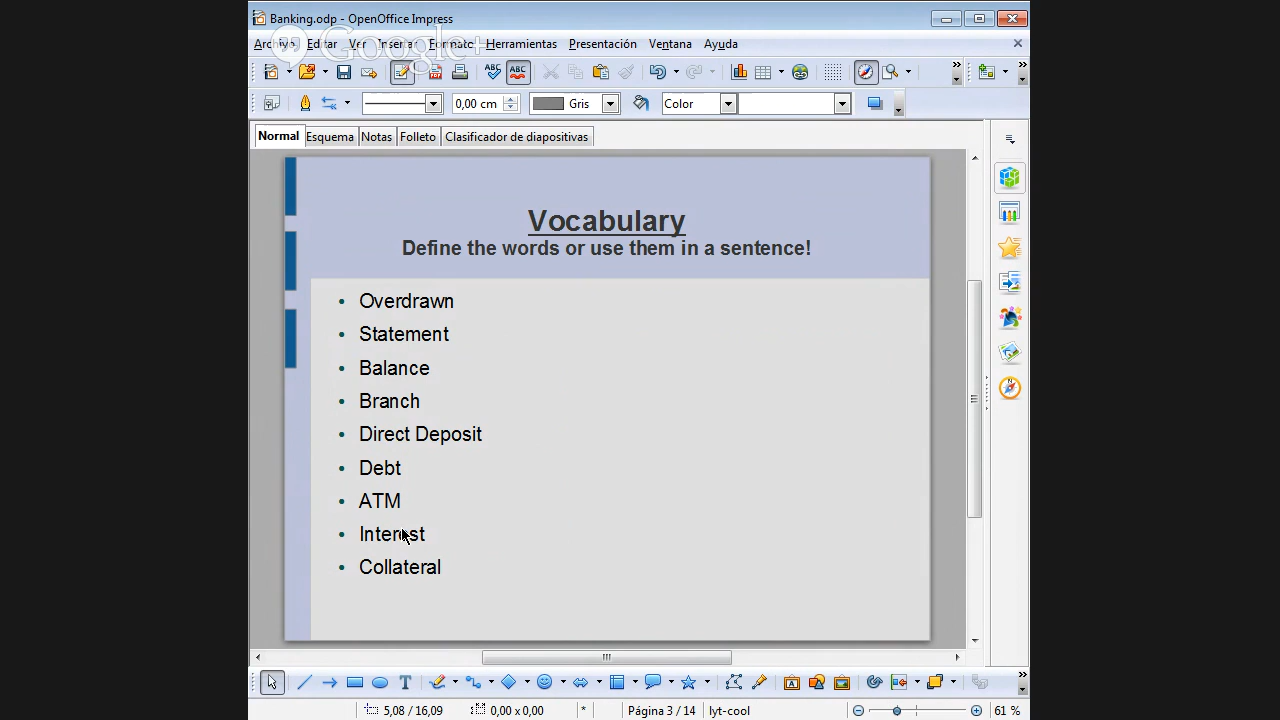 Banking.odp - OpenOffice Impress
Google+
Archivo Editar Ver Insertar Formato Herramientas Presentación Ventana Ayuda
0,00 cm Gris Color
Normal Esquema Notas Folleto Clasificador de diapositivas
Vocabulary
Define the words or use them in a sentence!
• Overdrawn
• Statement
• Balance
• Branch
• Direct Deposit
• Debt
• ATM
• Interest
• Collateral
5,08 / 16,09 0,00 x 0,00 * Página 3 / 14 lyt-cool 61 %